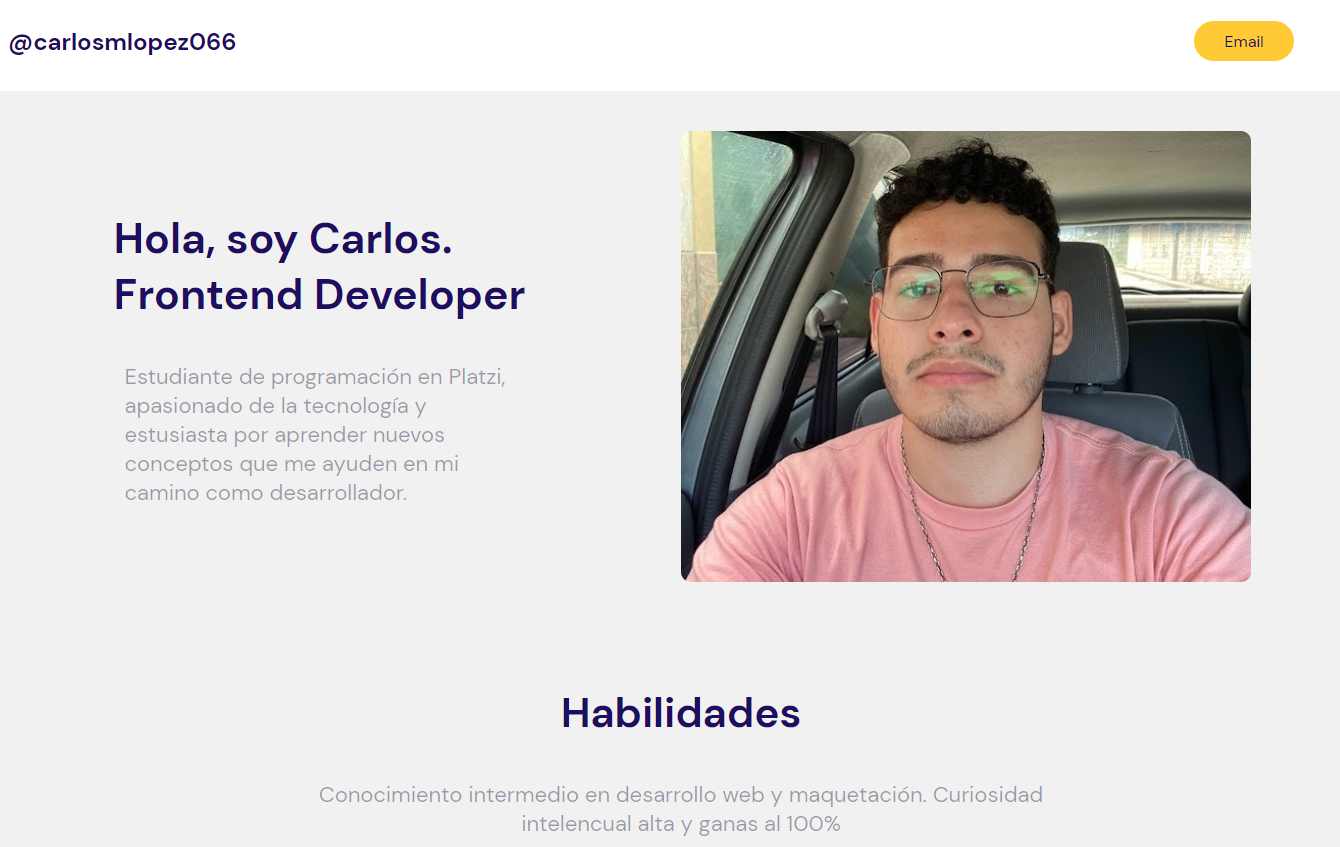 @carlosmlopez066
Email
Hola, soy Carlos.
Frontend Developer
Estudiante de programación en Platzi,
apasionado de la tecnología y
estusiasta por aprender nuevos
conceptos que me ayuden en mi
camino como desarrollador.
Habilidades
Conocimiento intermedio en desarrollo web y maquetación. Curiosidad
intelencual alta y ganas al 100%